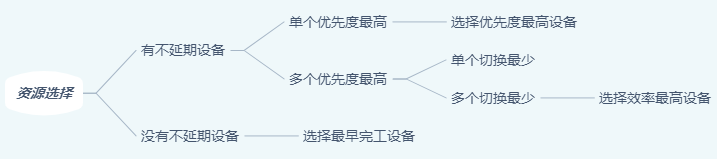 资源选择
有不延期设备
单个优先度最高
选择优先度最高设备
多个优先度最高
单个切换最少
多个切换最少
选择效率最高设备
没有不延期设备
选择最早完工设备